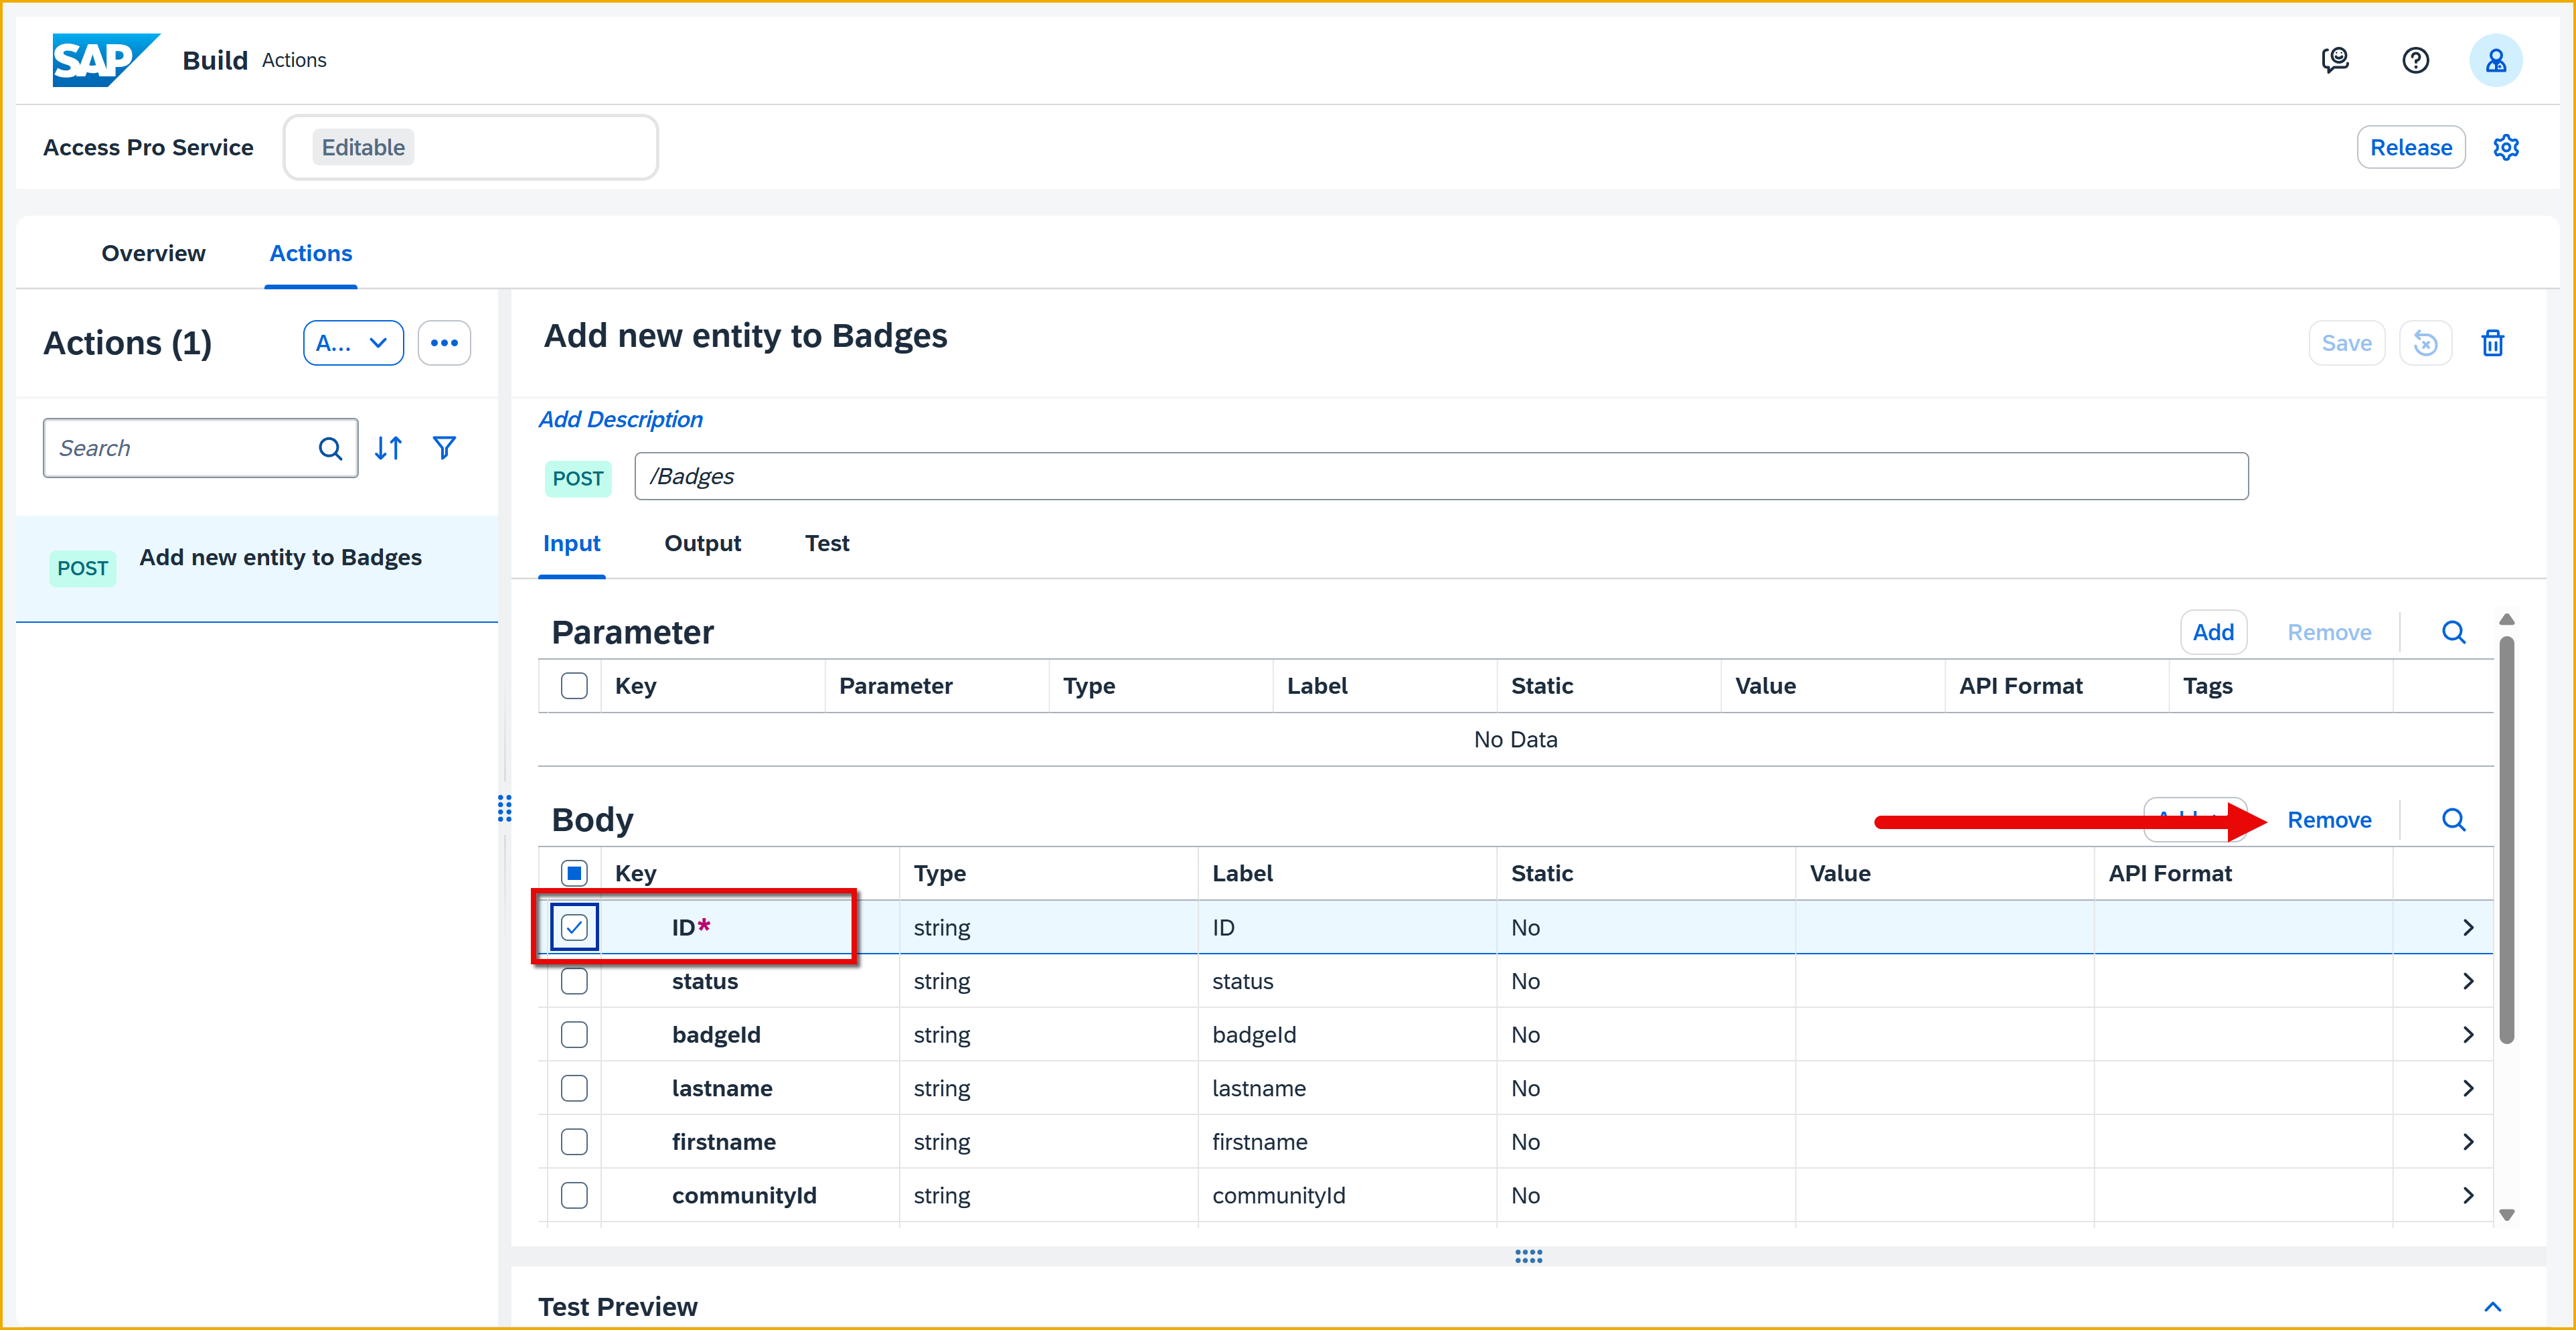 SAP Build Actions
Access Pro Service Editable Release
Overview Actions
Actions (1) A...
Add new entity to Badges Save
Add Description
Search
POST /Badges
Input Output Test
POST Add new entity to Badges
Parameter Add Remove
Key Parameter Type Label Static Value API Format Tags
No Data
Body Remove
Key Type Label Static Value API Format
ID* string ID No
status string status No
badgeId string badgeId No
lastname string lastname No
firstname string firstname No
communityId string communityId No
Test Preview